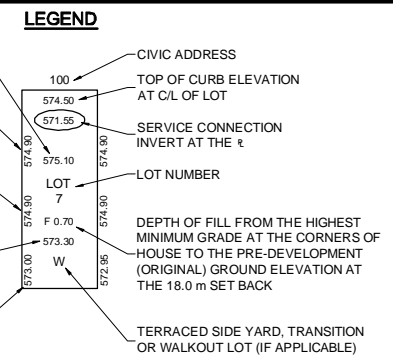 LEGEND
100
CIVIC ADDRESS
574.50
TOP OF CURB ELEVATION
AT C/L OF LOT
571.55
SERVICE CONNECTION
INVERT AT THE ℄
574.90
575.10
574.90
LOT
7
LOT NUMBER
574.90
F 0.70
574.90
DEPTH OF FILL FROM THE HIGHEST
MINIMUM GRADE AT THE CORNERS OF
HOUSE TO THE PRE-DEVELOPMENT
(ORIGINAL) GROUND ELEVATION AT
THE 18.0 m SET BACK
573.30
573.00
W
572.95
TERRACED SIDE YARD, TRANSITION
OR WALKOUT LOT (IF APPLICABLE)